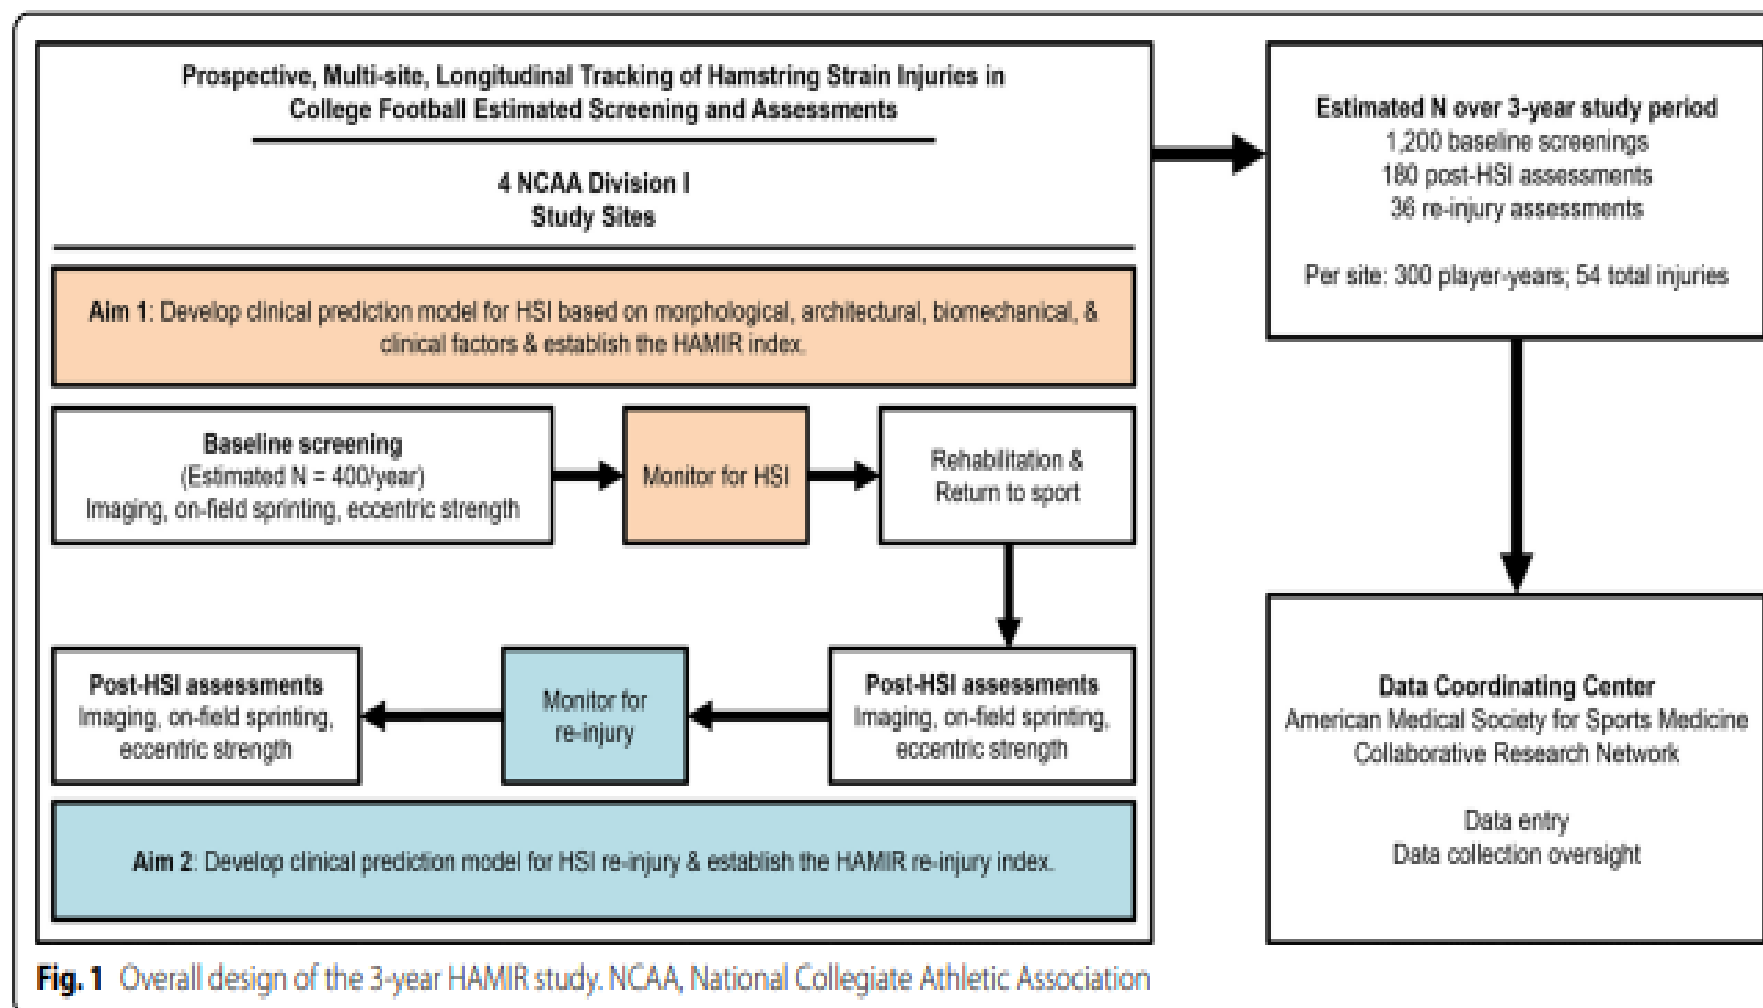 Prospective, Multi-site, Longitudinal Tracking of Hamstring Strain Injuries in
College Football Estimated Screening and Assessments
4 NCAA Division I
Study Sites
Aim 1: Develop clinical prediction model for HSI based on morphological, architectural, biomechanical, &
clinical factors & establish the HAMIR index.
Baseline screening
(Estimated N = 400/year)
Imaging, on-field sprinting, eccentric strength
Monitor for HSI
Rehabilitation &
Return to sport
Post-HSI assessments
Imaging, on-field sprinting,
eccentric strength
Monitor for
re-injury
Post-HSI assessments
Imaging, on-field sprinting,
eccentric strength
Aim 2: Develop clinical prediction model for HSI re-injury & establish the HAMIR re-injury index.
Estimated N over 3-year study period
1,200 baseline screenings
180 post-HSI assessments
36 re-injury assessments
Per site: 300 player-years; 54 total injuries
Data Coordinating Center
American Medical Society for Sports Medicine
Collaborative Research Network
Data entry
Data collection oversight
Fig. 1 Overall design of the 3-year HAMIR study. NCAA, National Collegiate Athletic Association